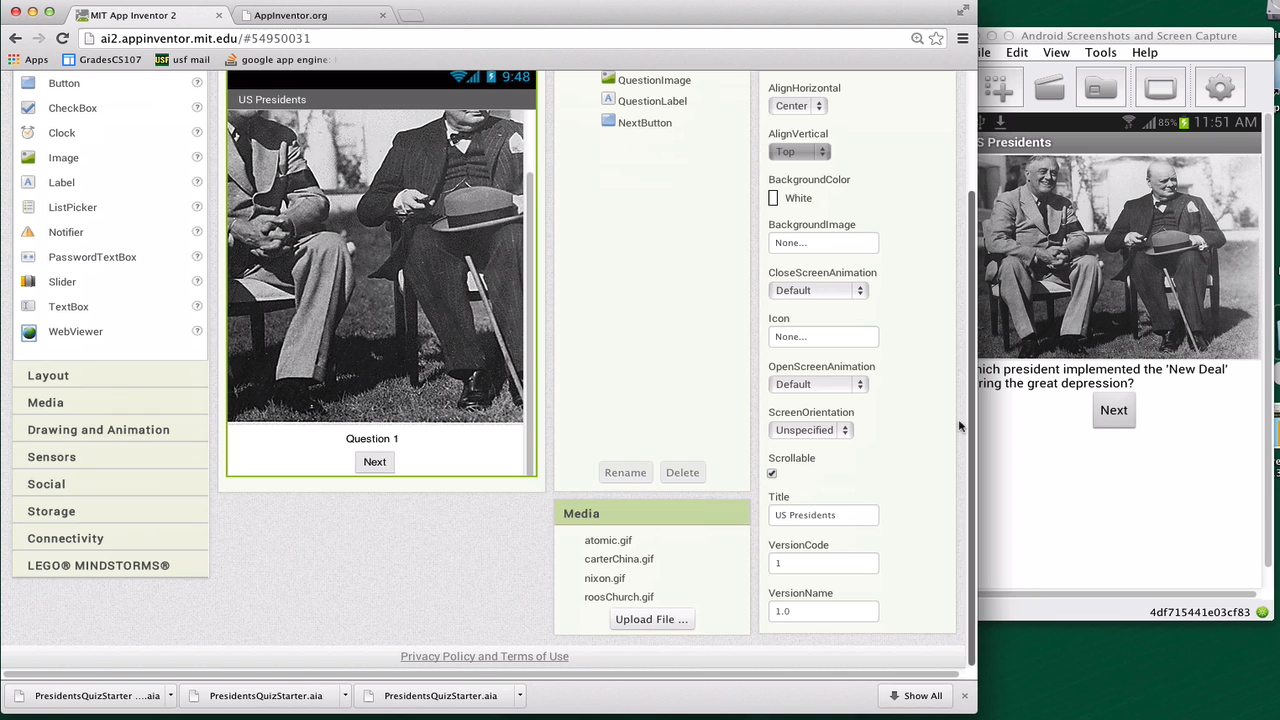 MIT App Inventor 2
AppInventor.org
ai2.appinventor.mit.edu/#54950031
Apps
GradesCS107
USF
usf mail
google app engine:
Button
CheckBox
Clock
Image
Label
ListPicker
Notifier
PasswordTextBox
Slider
TextBox
WebViewer
Layout
Media
Drawing and Animation
Sensors
Social
Storage
Connectivity
LEGO® MINDSTORMS®
9:48
US Presidents
Question 1
Next
QuestionImage
QuestionLabel
NextButton
Rename
Delete
Media
atomic.gif
carterChina.gif
nixon.gif
roosChurch.gif
Upload File ...
AlignHorizontal
Center
AlignVertical
Top
BackgroundColor
White
BackgroundImage
None...
CloseScreenAnimation
Default
Icon
None...
OpenScreenAnimation
Default
ScreenOrientation
Unspecified
Scrollable
Title
US Presidents
VersionCode
1
VersionName
1.0
Privacy Policy and Terms of Use
PresidentsQuizStarter ....aia
PresidentsQuizStarter.aia
PresidentsQuizStarter.aia
Show All
Android Screenshots and Screen Capture
ile Edit View Tools Help
85% 11:51 AM
S Presidents
hich president implemented the 'New Deal'
ring the great depression?
Next
4df715441e03cf83